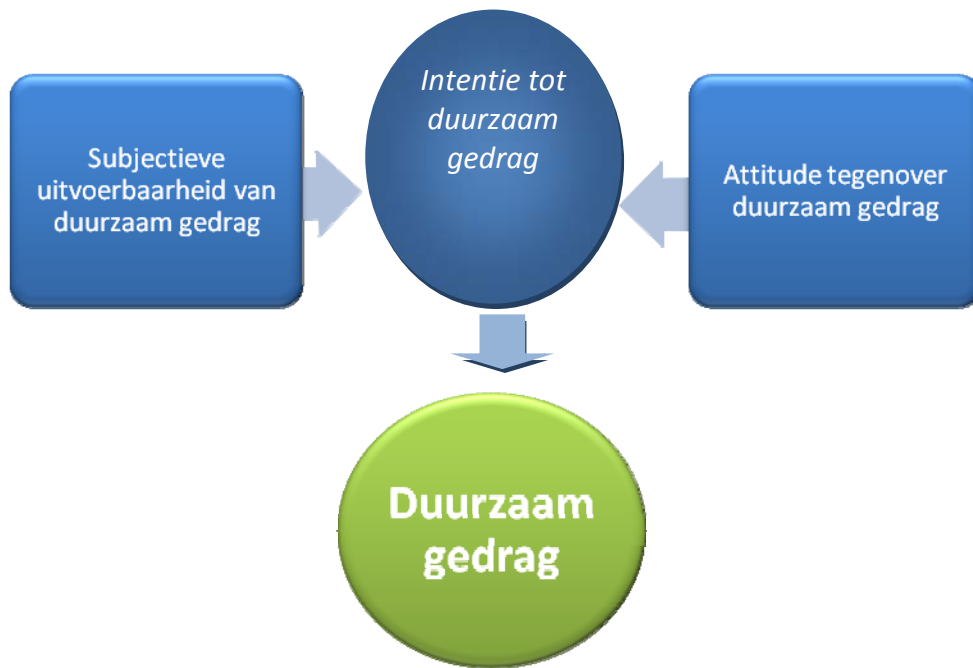 Intentie tot
duurzaam
gedrag
Subjectieve
uitvoerbaarheid van
duurzaam gedrag
Attitude tegenover
duurzaam gedrag
Duurzaam
gedrag